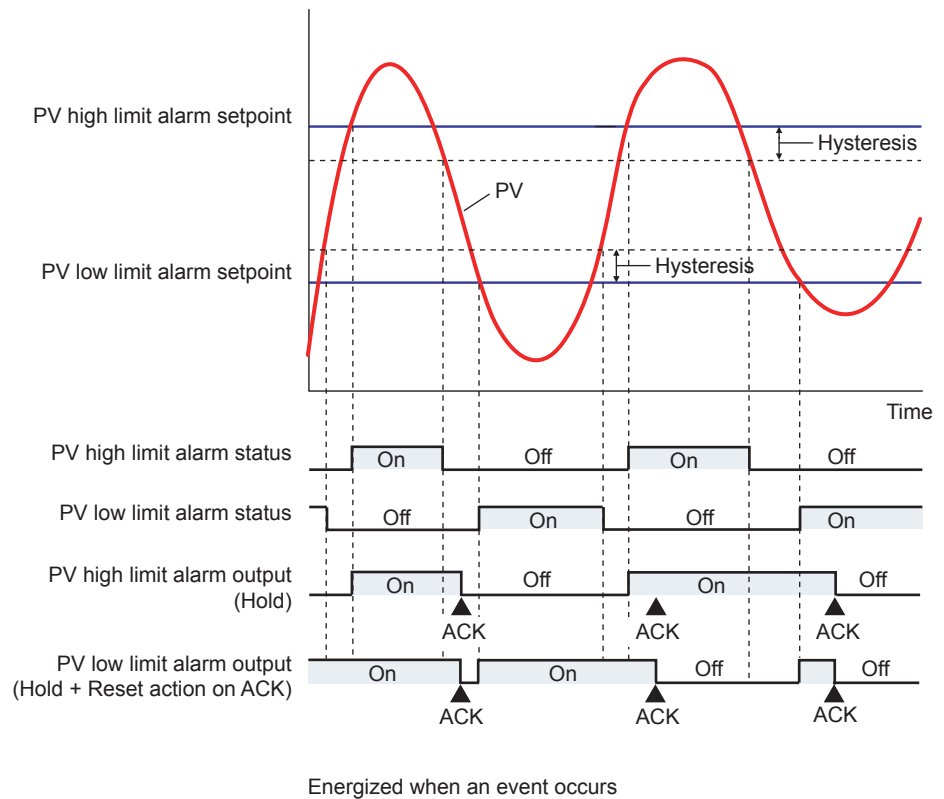 PV high limit alarm setpoint
Hysteresis
PV
PV low limit alarm setpoint
Hysteresis
Time
PV high limit alarm status
On
Off
On
Off
PV low limit alarm status
Off
On
Off
On
PV high limit alarm output
(Hold)
On
Off
On
Off
ACK
ACK
ACK
PV low limit alarm output
(Hold + Reset action on ACK)
On
On
Off
Off
ACK
ACK
ACK
Energized when an event occurs